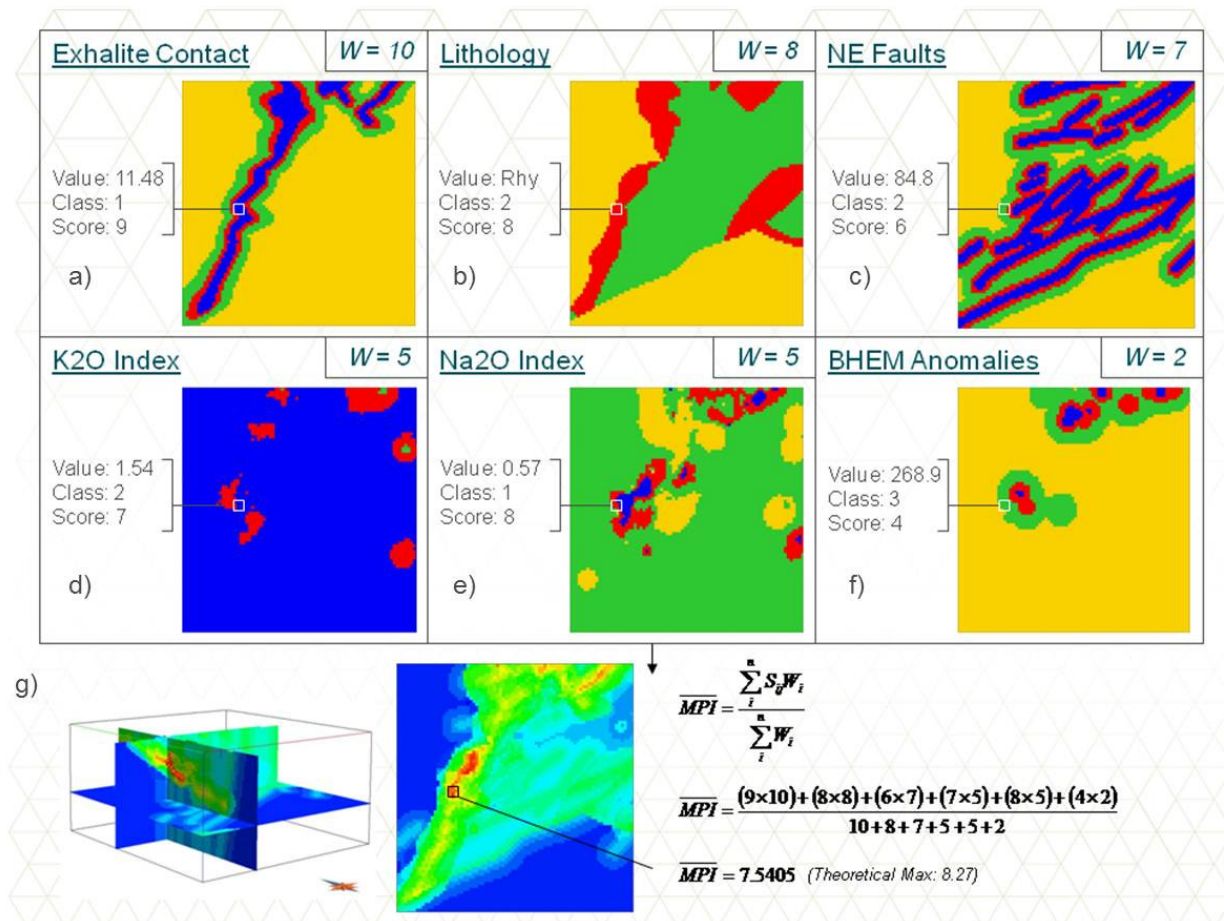 Exhalite Contact
W = 10
Value: 11.48
Class: 1
Score: 9
a)
Lithology
W = 8
Value: Rhy
Class: 2
Score: 8
b)
NE Faults
W = 7
Value: 84.8
Class: 2
Score: 6
c)
K2O Index
W = 5
Value: 1.54
Class: 2
Score: 7
d)
Na2O Index
W = 5
Value: 0.57
Class: 1
Score: 8
e)
BHEM Anomalies
W = 2
Value: 268.9
Class: 3
Score: 4
f)
g)
MPI = ∑ᵢⁿ SᵢⱼWᵢ / ∑ᵢⁿ Wᵢ
MPI = (9×10)+(8×8)+(6×7)+(7×5)+(8×5)+(4×2) / 10+8+7+5+5+2
MPI = 7.5405 (Theoretical Max: 8.27)